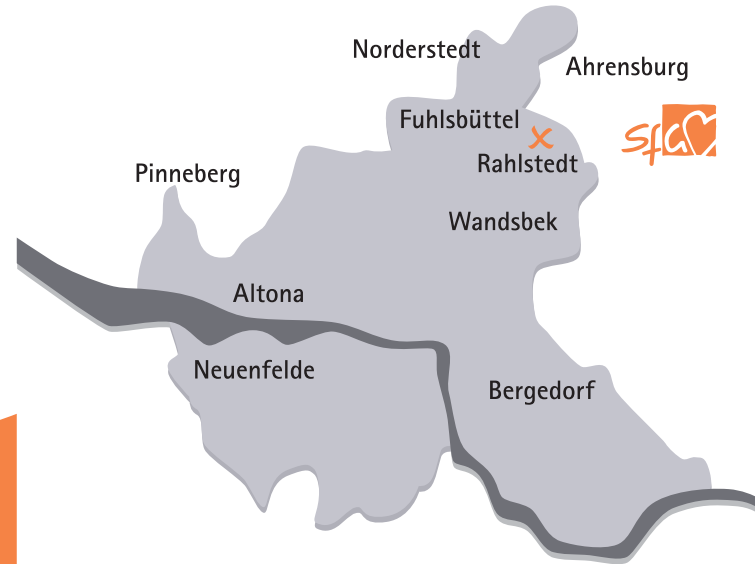 Norderstedt
Ahrensburg
Fuhlsbüttel
sfg
Rahlstedt
Pinneberg
Wandsbek
Altona
Neuenfelde
Bergedorf